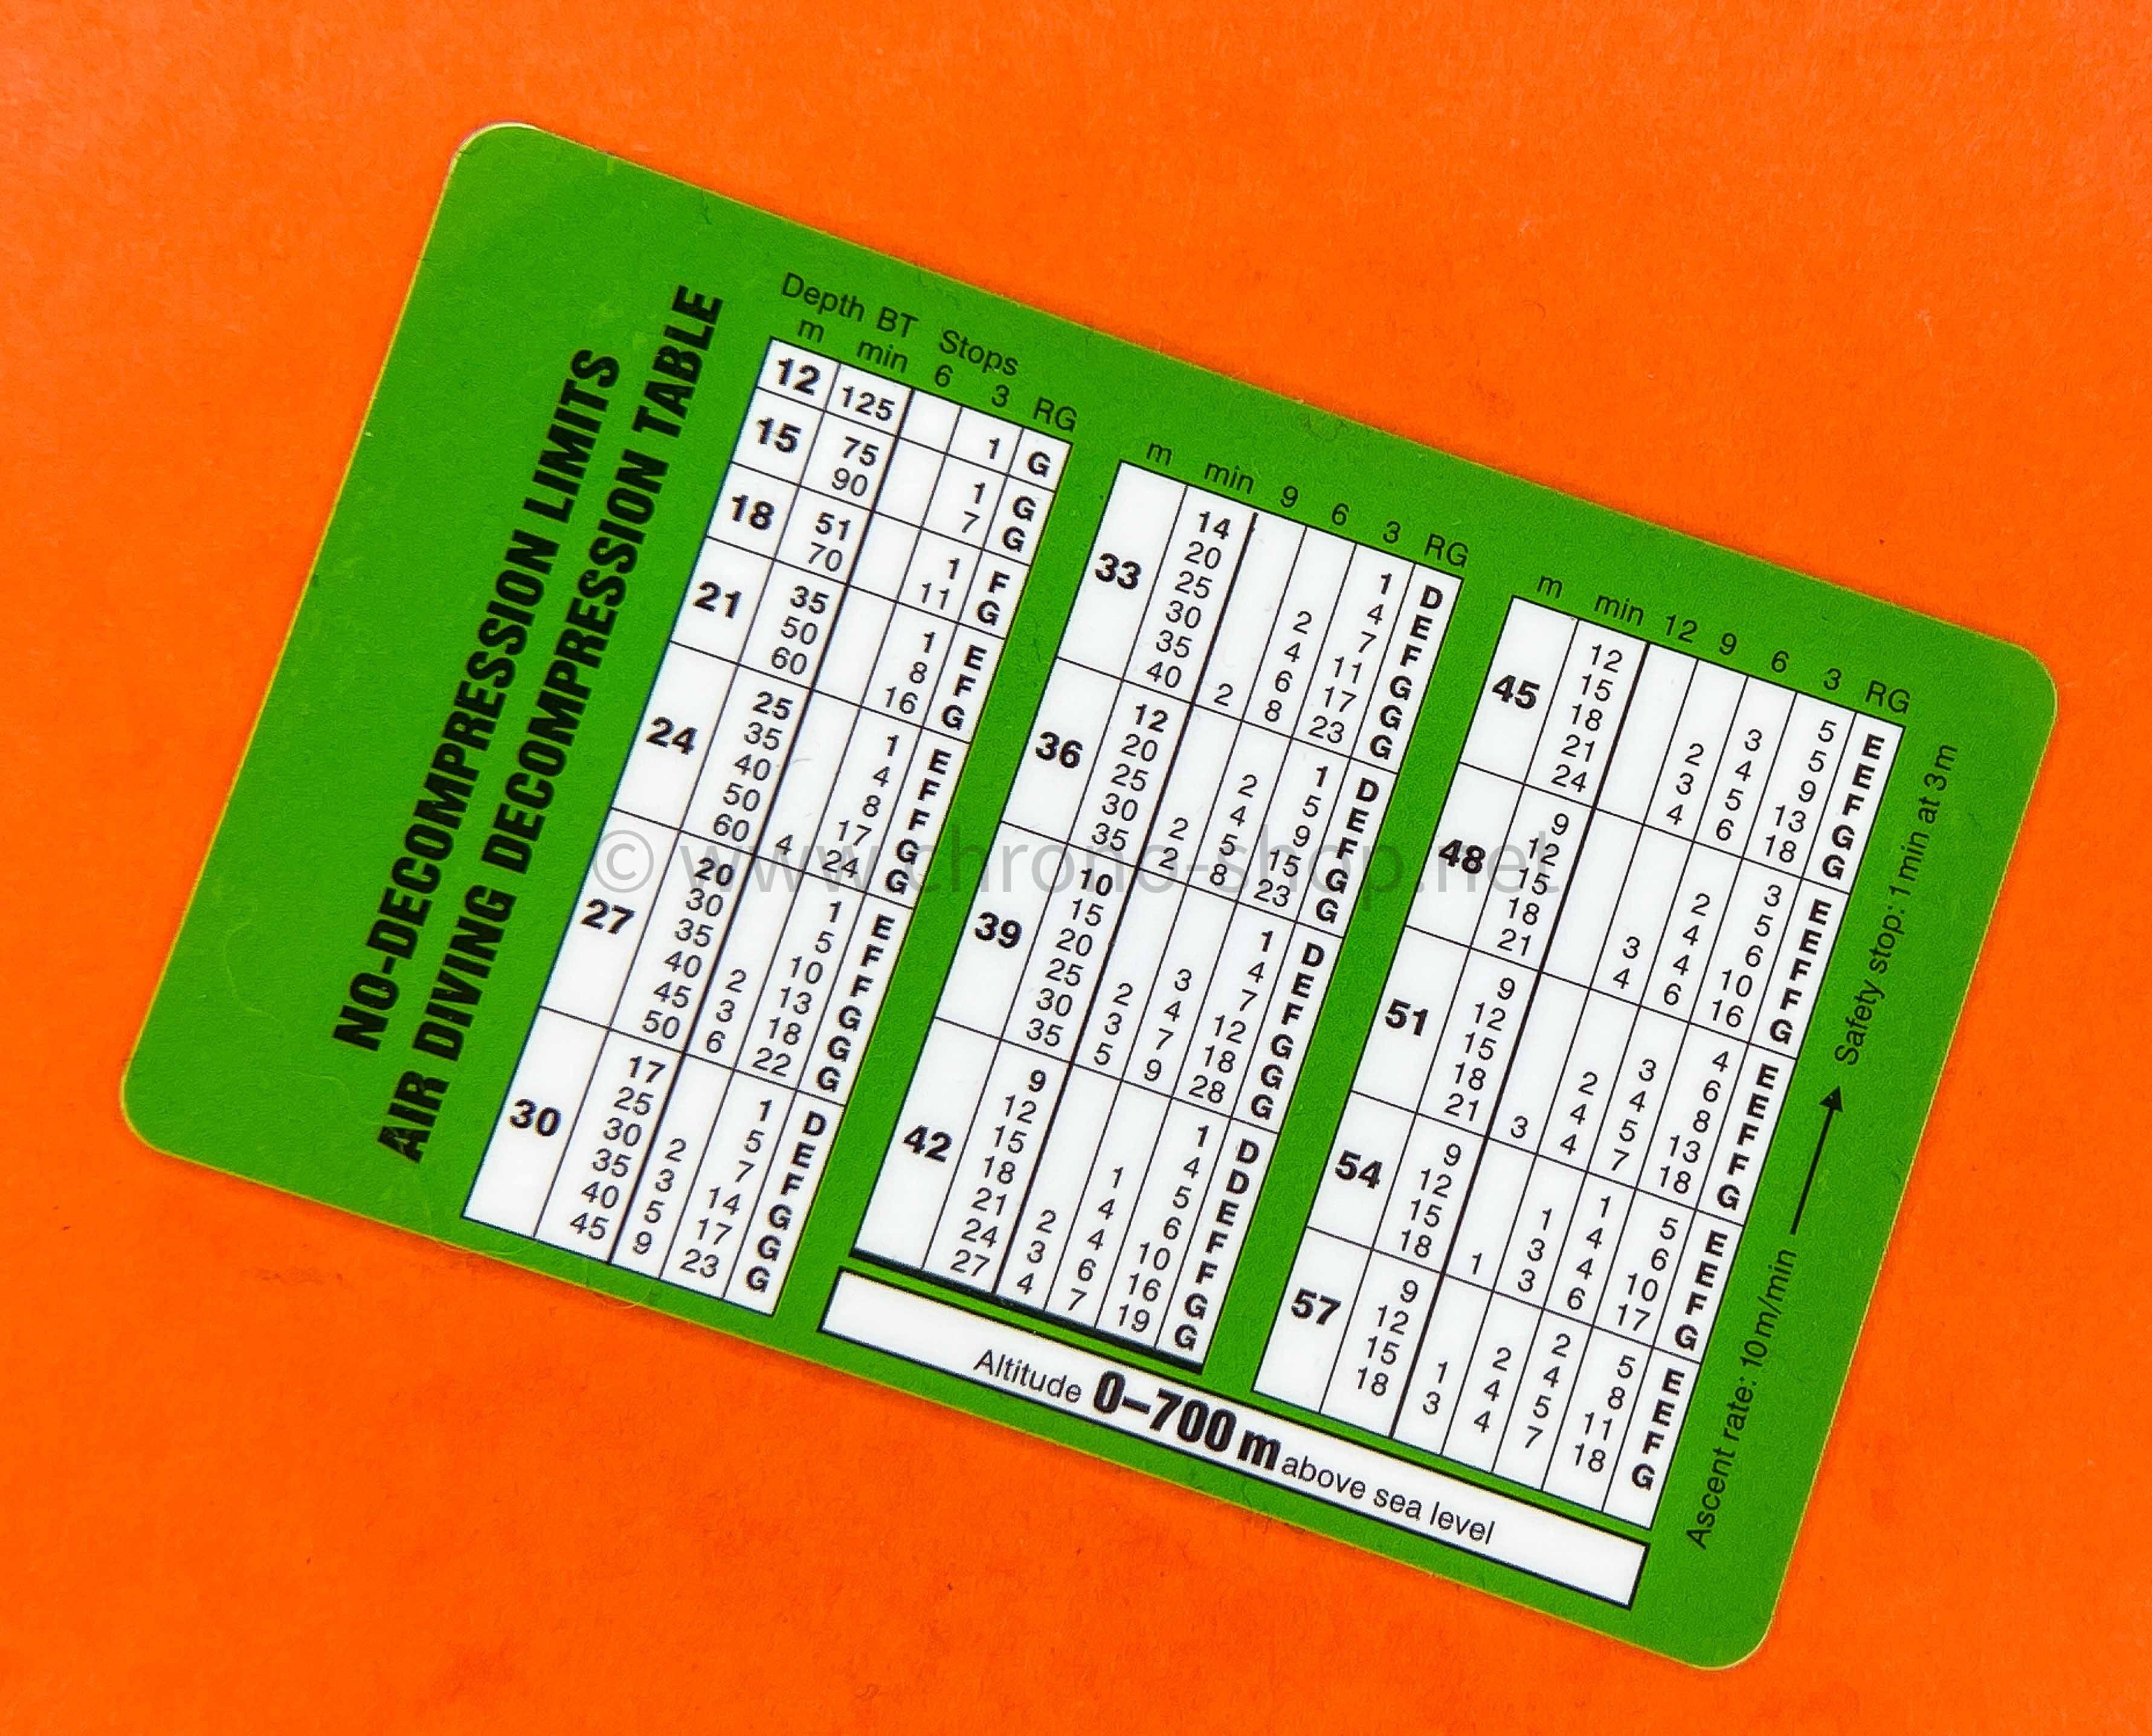 NO-DECOMPRESSION LIMITS
AIR DIVING DECOMPRESSION TABLE
Depth BT Stops
m min 6 3 RG
12 125 1 G
15 75 1 G
90 7 G
18 51 1 F
70 11 G
21 35 1 E
50 8 F
60 16 G
24 25 1 E
35 4 F
40 8 F
50 17 G
60 4 24 G
27 20 1 E
30 5 F
35 10 F
40 2 13 G
45 3 18 G
50 6 22 G
30 17 1 D
25 5 E
30 2 7 F
35 3 14 G
40 5 17 G
45 9 23 G
m min 9 6 3 RG
33 14 1 D
20 4 E
25 2 7 F
30 4 11 G
35 6 17 G
40 2 8 23 G
36 12 1 D
20 2 5 E
25 4 9 F
30 2 5 15 G
35 2 8 23 G
39 10 1 D
15 4 E
20 3 7 F
25 2 4 12 G
30 3 7 18 G
35 5 9 28 G
42 9 1 D
12 4 D
15 1 5 E
18 4 6 F
21 2 4 10 F
24 3 6 16 G
27 4 7 19 G
m min 12 9 6 3 RG
45 12 5 E
15 3 5 E
18 2 4 9 F
21 3 5 13 G
24 4 6 18 G
48 9 3 E
12 2 5 E
15 4 6 F
18 3 4 10 F
21 4 6 16 G
51 9 4 E
12 3 6 E
15 2 4 8 F
18 4 5 13 F
21 3 4 7 18 G
54 9 1 5 E
12 1 4 6 E
15 3 4 10 F
18 1 3 6 17 G
57 9 2 5 E
12 2 4 8 E
15 1 4 5 11 F
18 3 4 7 18 G
Altitude 0–700 m above sea level
Ascent rate: 10 m/min → Safety stop: 1 min at 3 m
© www.chrono-shop.net